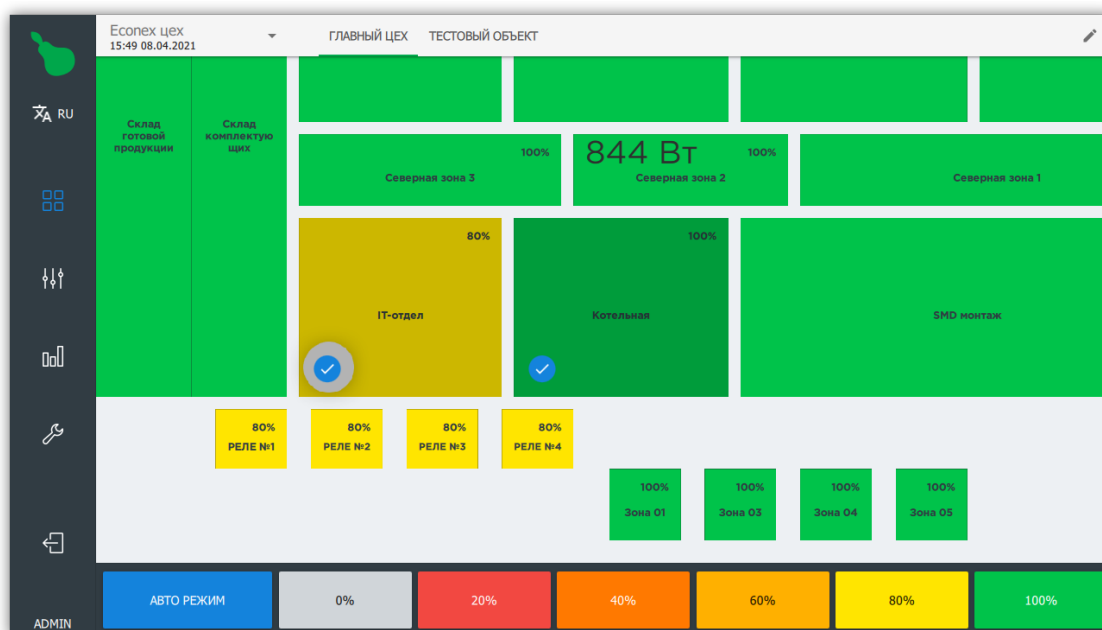 Econex цех
15:49 08.04.2021
ГЛАВНЫЙ ЦЕХ
ТЕСТОВЫЙ ОБЪЕКТ
RU
Склад
готовой
продукции
Склад
комплектую
щих
100%
Северная зона 3
844 Вт
100%
Северная зона 2
Северная зона 1
80%
IT-отдел
100%
Котельная
SMD монтаж
80%
РЕЛЕ №1
80%
РЕЛЕ №2
80%
РЕЛЕ №3
80%
РЕЛЕ №4
100%
Зона 01
100%
Зона 03
100%
Зона 04
100%
Зона 05
АВТО РЕЖИМ
0%
20%
40%
60%
80%
100%
ADMIN